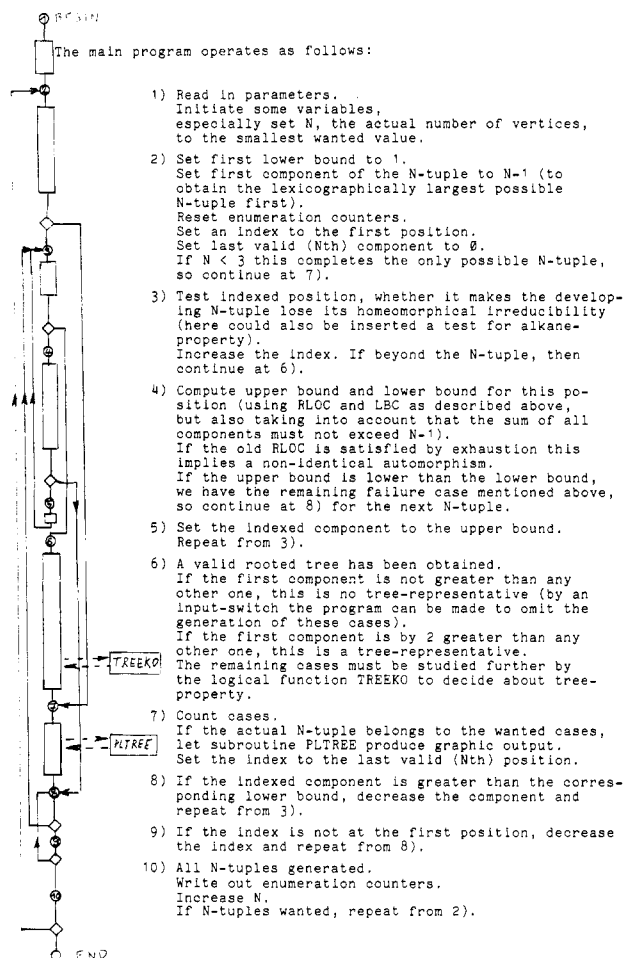 BEGIN
The main program operates as follows:
1) Read in parameters.
Initiate some variables,
especially set N, the actual number of vertices,
to the smallest wanted value.
2) Set first lower bound to 1.
Set first component of the N-tuple to N-1 (to
obtain the lexicographically largest possible
N-tuple first).
Reset enumeration counters.
Set an index to the first position.
Set last valid (Nth) component to Ø.
If N < 3 this completes the only possible N-tuple,
so continue at 7).
3) Test indexed position, whether it makes the develop-
ing N-tuple lose its homeomorphical irreducibility
(here could also be inserted a test for alkane-
property).
Increase the index. If beyond the N-tuple, then
continue at 6).
4) Compute upper bound and lower bound for this po-
sition (using RLOC and LBC as described above,
but also taking into account that the sum of all
components must not exceed N-1).
If the old RLOC is satisfied by exhaustion this
implies a non-identical automorphism.
If the upper bound is lower than the lower bound,
we have the remaining failure case mentioned above,
so continue at 8) for the next N-tuple.
5) Set the indexed component to the upper bound.
Repeat from 3).
6) A valid rooted tree has been obtained.
If the first component is not greater than any
other one, this is no tree-representative (by an
input-switch the program can be made to omit the
generation of these cases).
If the first component is by 2 greater than any
other one, this is a tree-representative.
The remaining cases must be studied further by
the logical function TREEKO to decide about tree-
property.
TREEKO
7) Count cases.
If the actual N-tuple belongs to the wanted cases,
let subroutine PLTREE produce graphic output.
Set the index to the last valid (Nth) position.
PLTREE
8) If the indexed component is greater than the corres-
ponding lower bound, decrease the component and
repeat from 3).
9) If the index is not at the first position, decrease
the index and repeat from 8).
10) All N-tuples generated.
Write out enumeration counters.
Increase N.
If N-tuples wanted, repeat from 2).
END